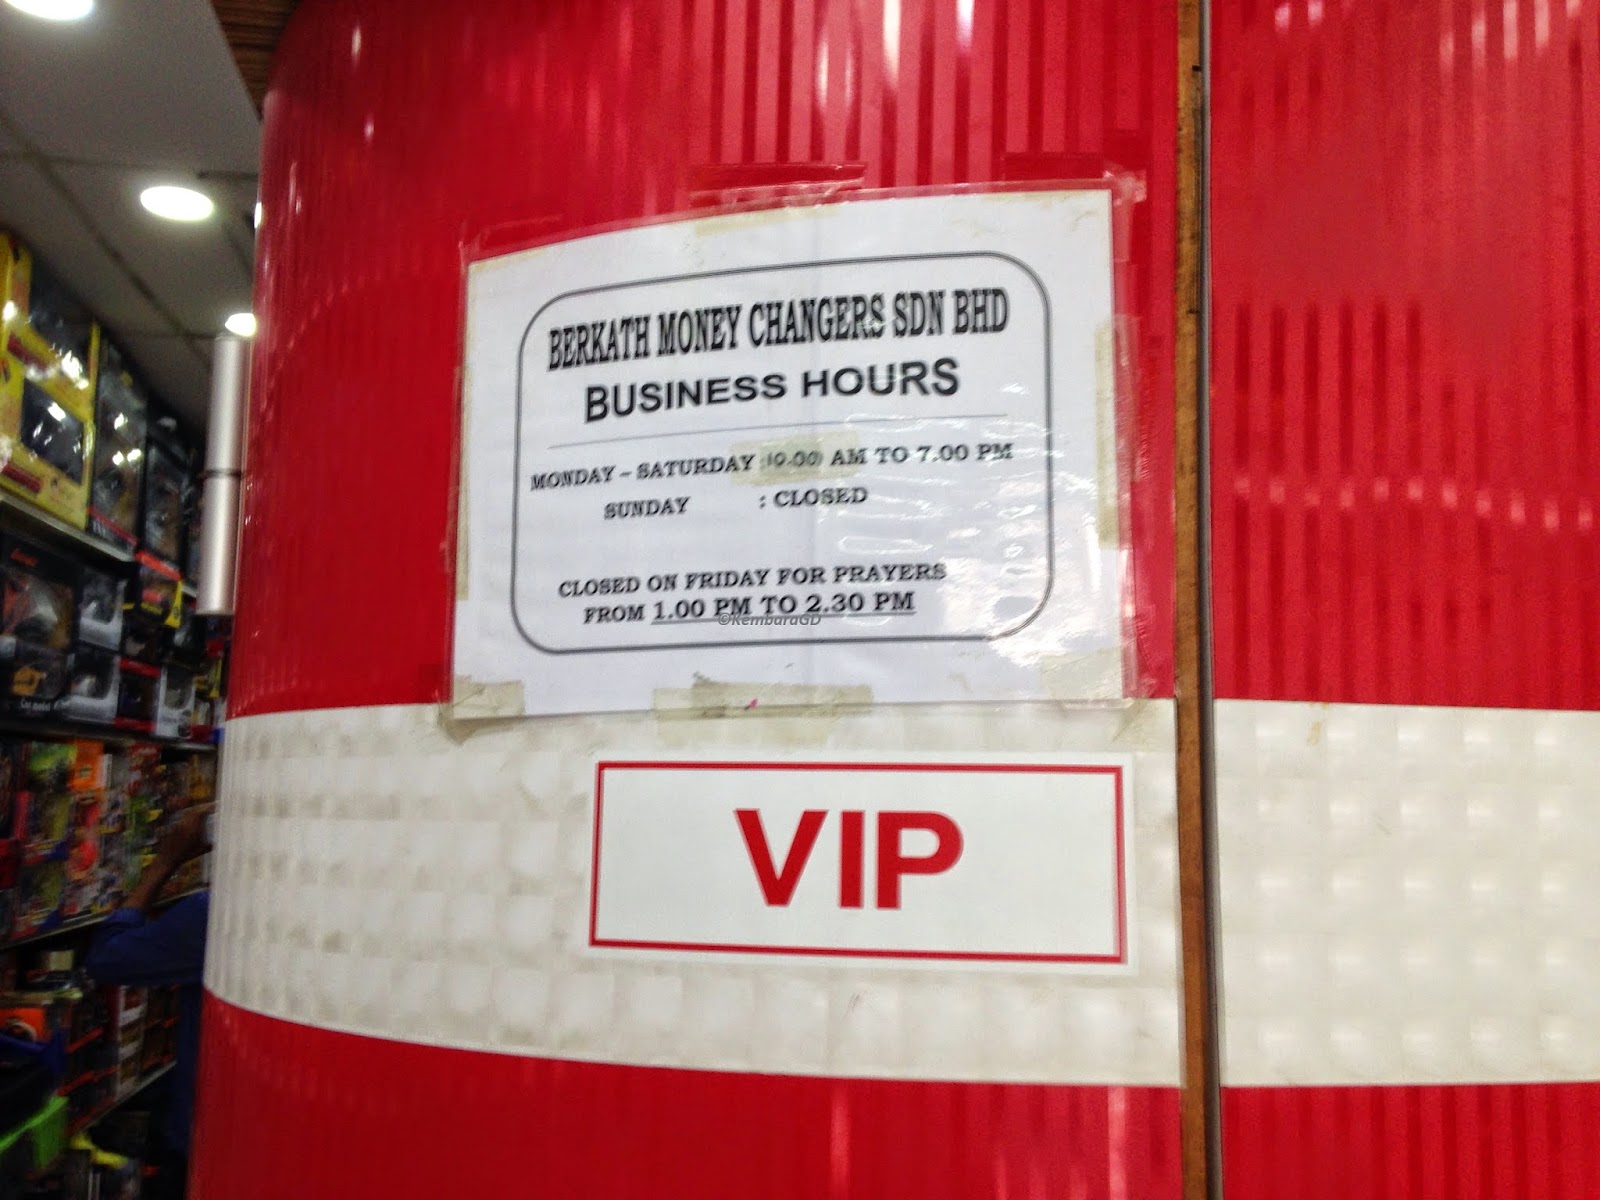 BERKATH MONEY CHANGERS SDN BHD
BUSINESS HOURS
MONDAY – SATURDAY :10.00 AM TO 7.00 PM
SUNDAY : CLOSED
CLOSED ON FRIDAY FOR PRAYERS
FROM 1.00 PM TO 2.30 PM
©KembaraGD
VIP